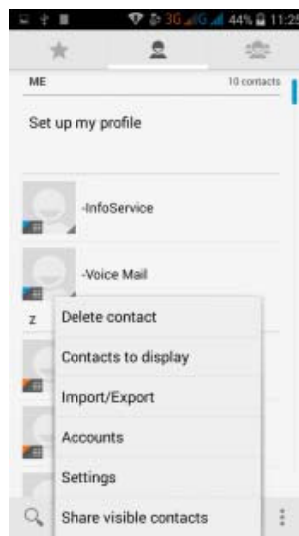 3G G 44% 11:25
ME 10 contacts
Set up my profile
-InfoService
-Voice Mail
Z
Delete contact
Contacts to display
Import/Export
Accounts
Settings
Share visible contacts